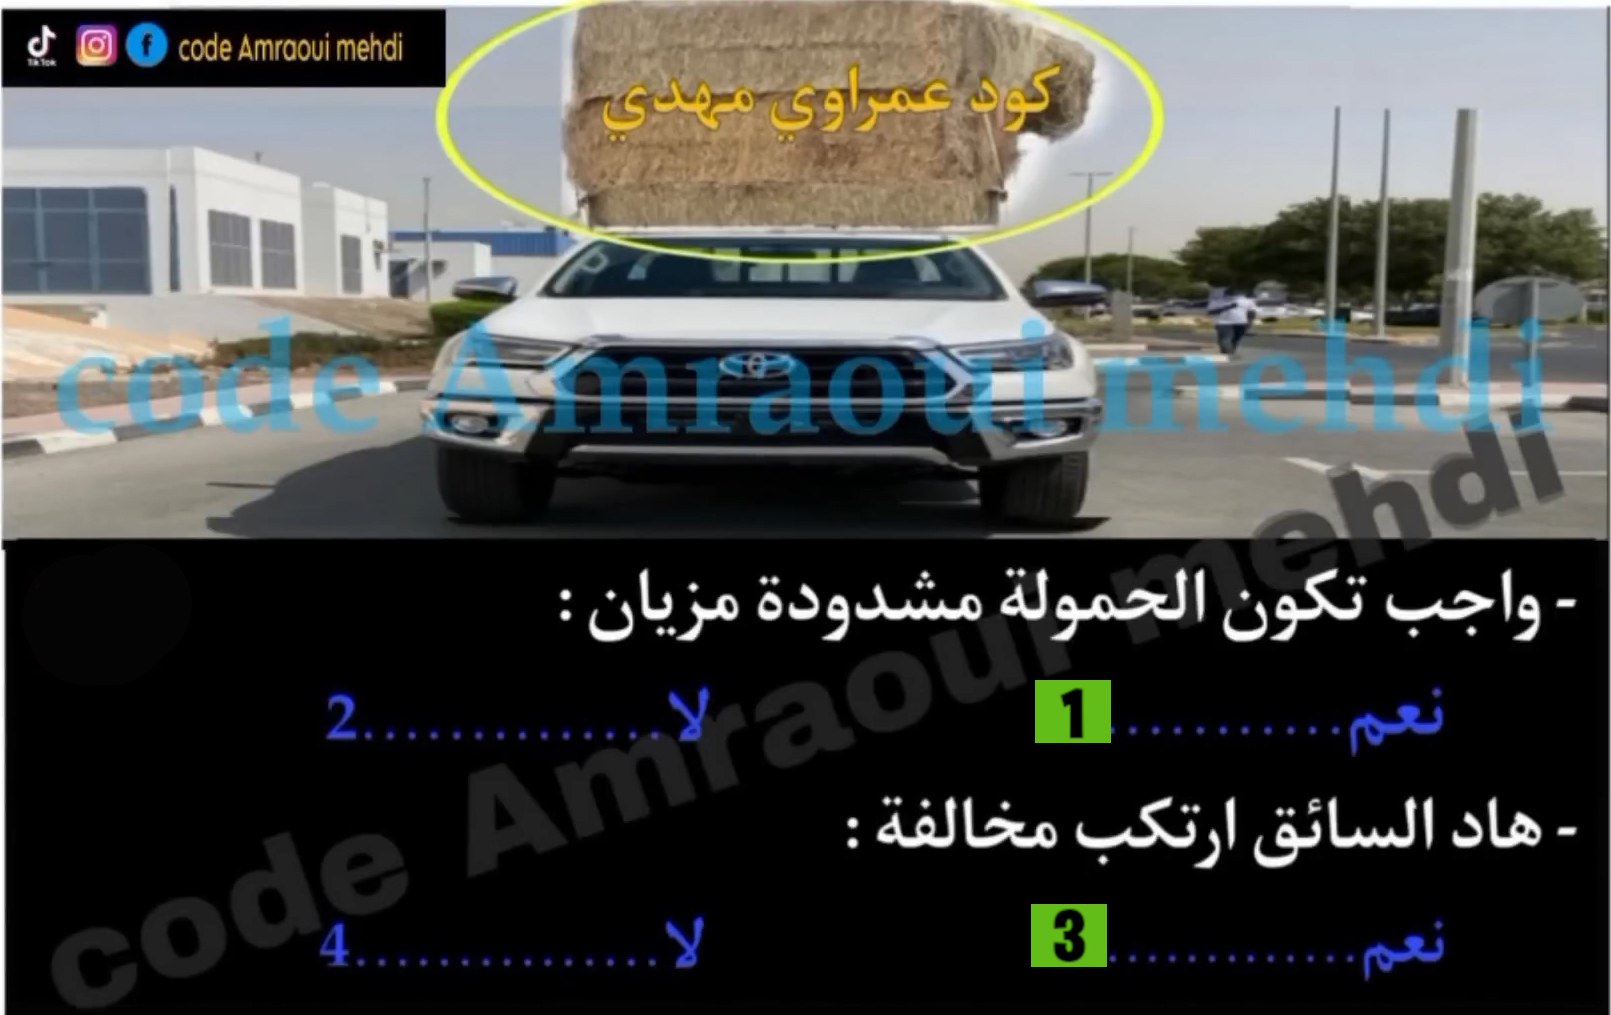 TikTok
code Amraoui mehdi
كود عمراوي مهدي
code Amraoui mehdi
- واجب تكون الحمولة مشدودة مزيان :
نعم............1 لا...............2
- هاد السائق ارتكب مخالفة :
نعم.............3 لا................4
code Amraoui mehdi